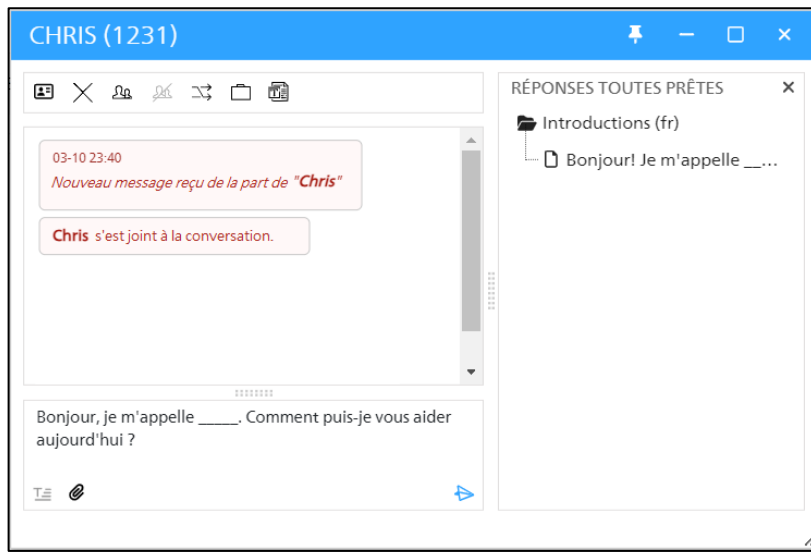 CHRIS (1231)
03-10 23:40
Nouveau message reçu de la part de "Chris"
Chris s'est joint à la conversation.
Bonjour, je m'appelle _____. Comment puis-je vous aider
aujourd'hui ?
RÉPONSES TOUTES PRÊTES
Introductions (fr)
Bonjour! Je m'appelle __...